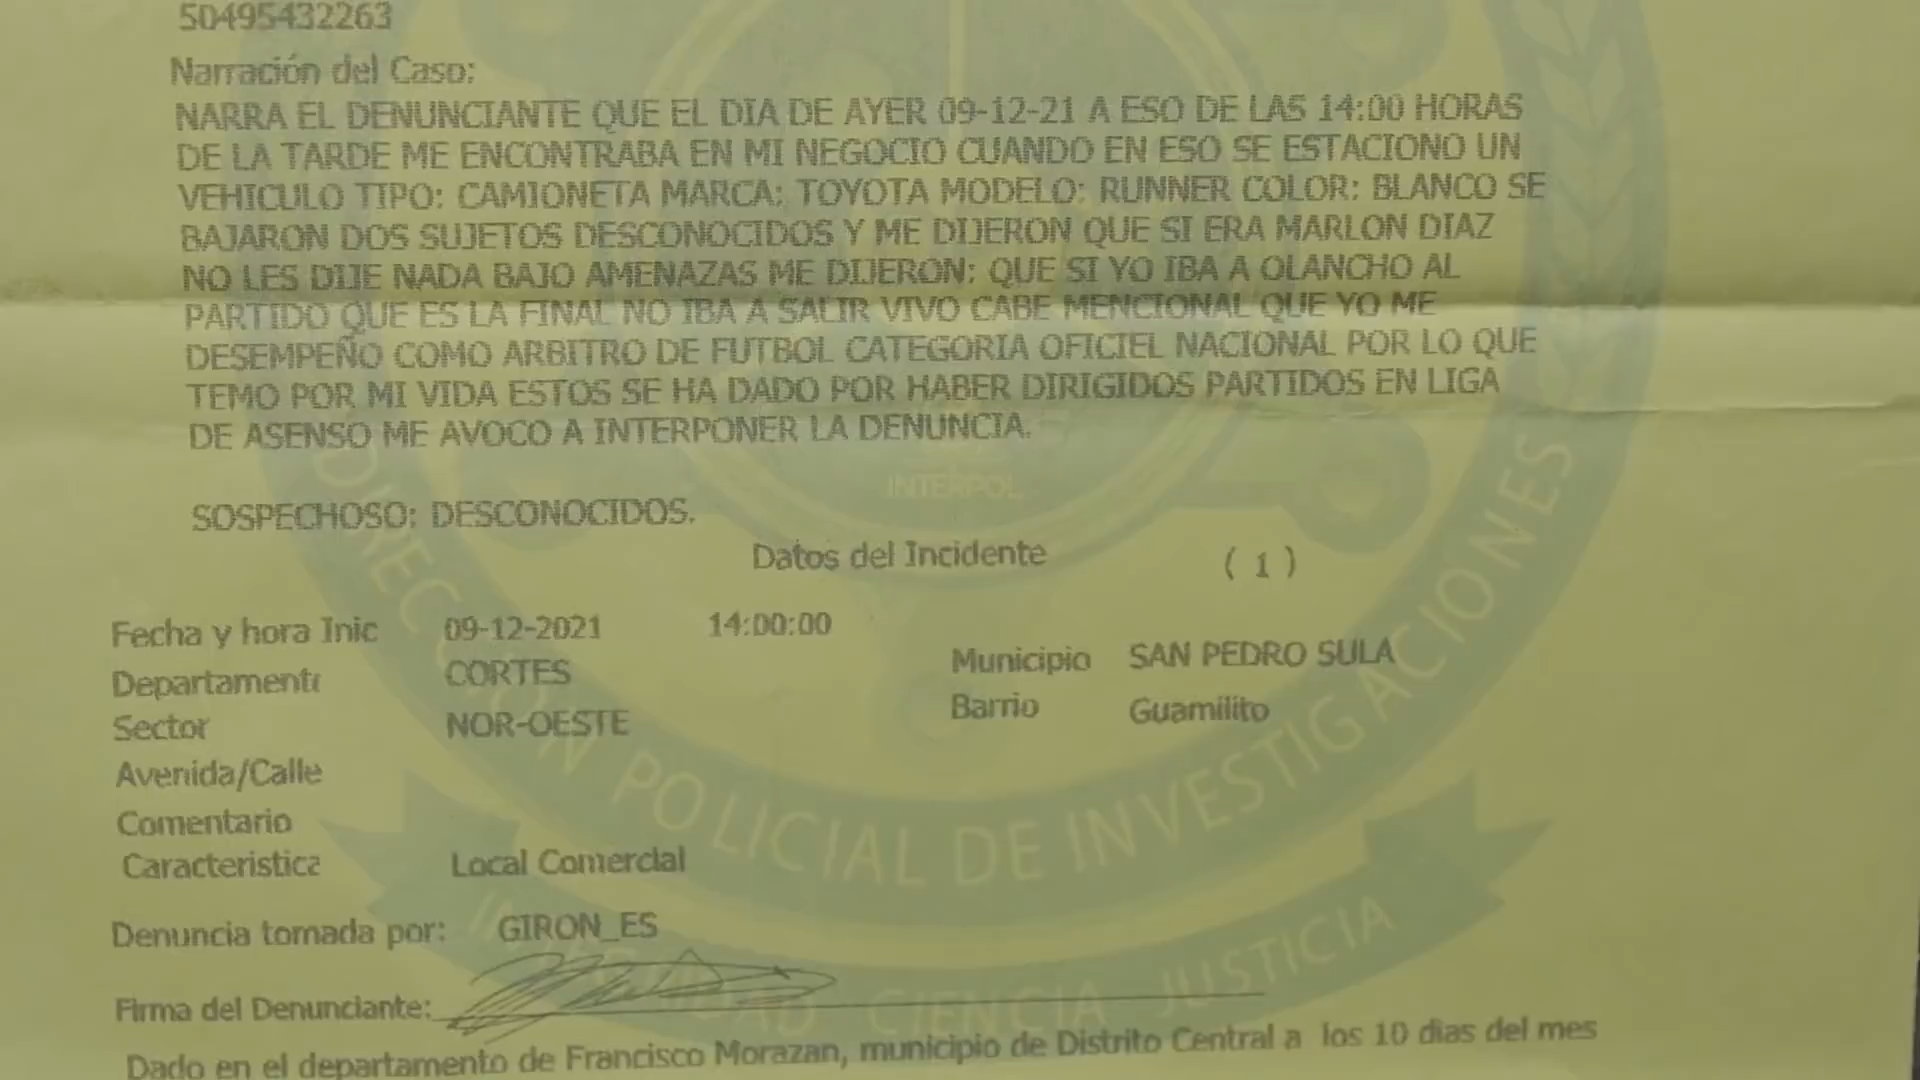 50495432263
Narración del Caso:
NARRA EL DENUNCIANTE QUE EL DIA DE AYER 09-12-21 A ESO DE LAS 14:00 HORAS
DE LA TARDE ME ENCONTRABA EN MI NEGOCIO CUANDO EN ESO SE ESTACIONO UN
VEHICULO TIPO: CAMIONETA MARCA: TOYOTA MODELO: RUNNER COLOR: BLANCO SE
BAJARON DOS SUJETOS DESCONOCIDOS Y ME DIJERON QUE SI ERA MARLON DIAZ
NO LES DIJE NADA BAJO AMENAZAS ME DIJERON: QUE SI YO IBA A OLANCHO AL
PARTIDO QUE ES LA FINAL NO IBA A SALIR VIVO CABE MENCIONAL QUE YO ME
DESEMPEÑO COMO ARBITRO DE FUTBOL CATEGORIA OFICIEL NACIONAL POR LO QUE
TEMO POR MI VIDA ESTOS SE HA DADO POR HABER DIRIGIDOS PARTIDOS EN LIGA
DE ASENSO ME AVOCO A INTERPONER LA DENUNCIA.
INTERPOL
SOSPECHOSO: DESCONOCIDOS.
Datos del Incidente ( 1 )
Fecha y hora Inic 09-12-2021 14:00:00
Departament CORTES Municipio SAN PEDRO SULA
Sector NOR-OESTE Barrio Guamilito
Avenida/Calle
Comentario
Caracteristica Local Comercial
DIRECCIÓN POLICIAL DE INVESTIGACIONES
Denuncia tomada por: GIRON_ES
CIENCIA JUSTICIA
Firma del Denunciante:
Dado en el departamento de Francisco Morazan, municipio de Distrito Central a los 10 dias del mes